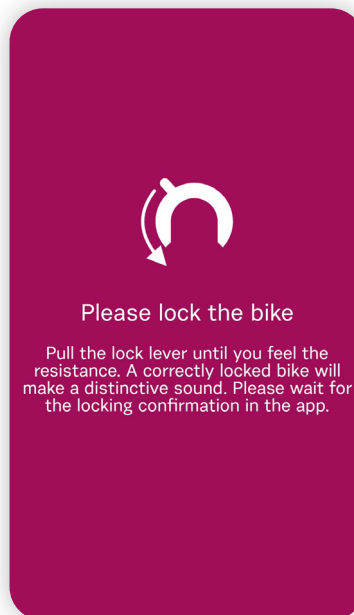 Please lock the bike
Pull the lock lever until you feel the
resistance. A correctly locked bike will
make a distinctive sound. Please wait for
the locking confirmation in the app.